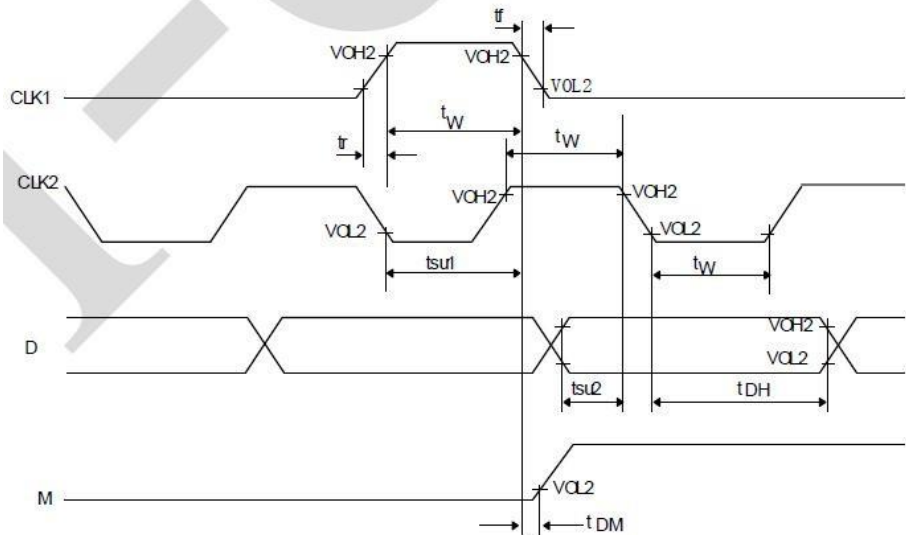 tf
VOH2
VOH2
VOL2
CLK1
tW
tr
tW
CLK2
VOH2
VOH2
VOL2
VOL2
tsu1
tW
D
VOH2
VOL2
tsu2
tDH
M
VOL2
tDM